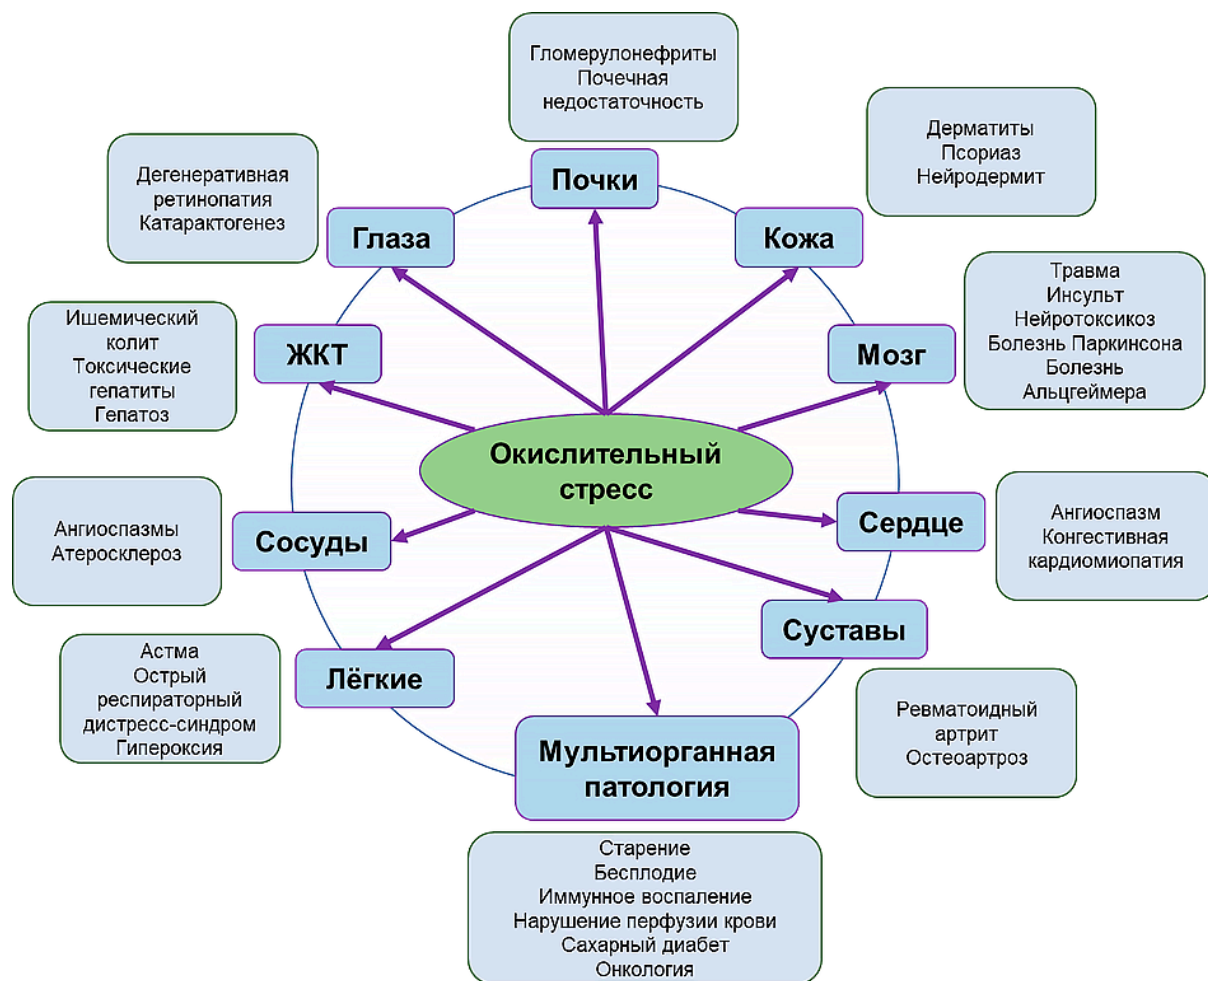 Гломерулонефриты
Почечная
недостаточность
Дерматиты
Псориаз
Нейродермит
Дегенеративная
ретинопатия
Катарактогенез
Почки
Глаза
Кожа
Травма
Инсульт
Нейротоксикоз
Болезнь Паркинсона
Болезнь
Альцгеймера
Ишемический
колит
Токсические
гепатиты
Гепатоз
ЖКТ
Мозг
Окислительный
стресс
Ангиоспазмы
Атеросклероз
Сосуды
Сердце
Ангиоспазм
Конгестивная
кардиомиопатия
Суставы
Астма
Острый
респираторный
дистресс-синдром
Гипероксия
Лёгкие
Ревматоидный
артрит
Остеоартроз
Мультиорганная
патология
Старение
Бесплодие
Иммунное воспаление
Нарушение перфузии крови
Сахарный диабет
Онкология